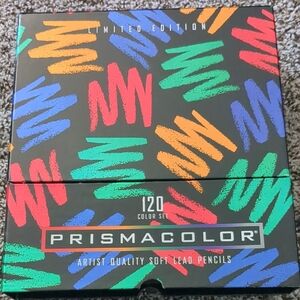 LIMITED EDITION
120
COLOR SET
PRISMACOLOR®
ARTIST QUALITY SOFT LEAD PENCILS